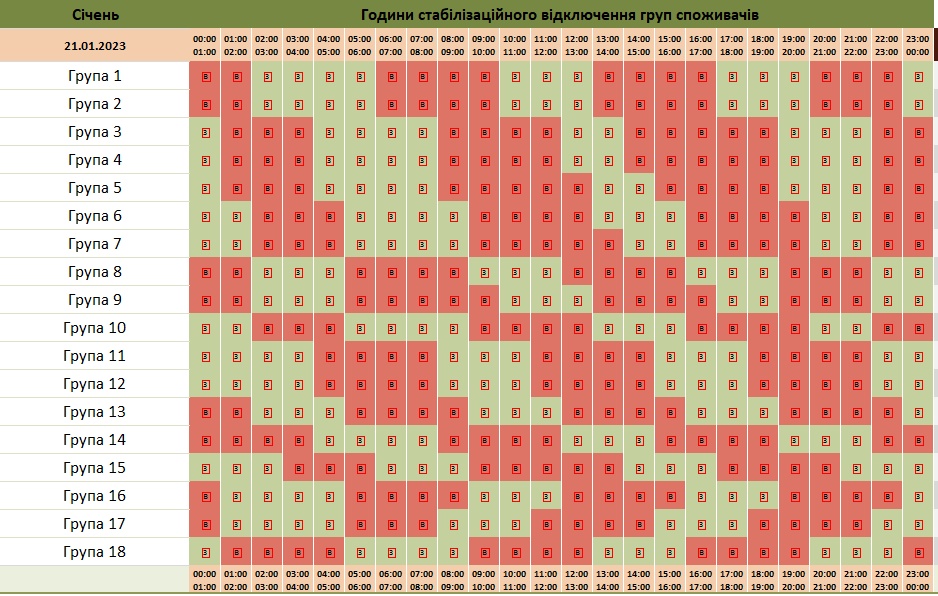 Січень Години стабілізаційного відключення груп споживачів
21.01.2023 00:00 01:00 02:00 03:00 04:00 05:00 06:00 07:00 08:00 09:00 10:00 11:00 12:00 13:00 14:00 15:00 16:00 17:00 18:00 19:00 20:00 21:00 22:00 23:00
01:00 02:00 03:00 04:00 05:00 06:00 07:00 08:00 09:00 10:00 11:00 12:00 13:00 14:00 15:00 16:00 17:00 18:00 19:00 20:00 21:00 22:00 23:00 00:00
Група 1 В В З З З З В В В В З З З В В В В З З З В В В З
Група 2 В В З З З З В В В В З З З В В В В З З З В В В З
Група 3 З В В В З З З З В В В В З З В В В В В З З З В В
Група 4 З В В В З З З З В В В В З З В В В В В З З З В В
Група 5 З В В В З З З З В В В В В З З В В В В З З З В В
Група 6 З З В В В З З З З В В В В З З З В В В В З З В В
Група 7 З З В В В З З З З В В В В В З З В В В В З З В В
Група 8 В В З З З В В В В З З З В В В В З З З В В В З З
Група 9 В В З З З В В В В В З З З В В В В З З В В В З З
Група 10 З З В В В З З З З В В В В З З З В В В В З З В В
Група 11 З З З З В В В В З З З В В В В З З З В В В В З З
Група 12 З З З З В В В В З З З В В В В З З З В В В В З З
Група 13 В В З З З В В В В З З З В В В В З З З В В В З З
Група 14 В В В В З З З З В В В В З З З В В В В З З З В В
Група 15 З З З В В В З З З В В В В В З З З В В В В З З З
Група 16 В З З З В В В В В З З З В В В В З З З В В В В З
Група 17 В З З З З В В В З З З В В В В З З З В В В В З З
Група 18 З В В В В З З З З В В В В З З З В В В В В З З В
00:00 01:00 02:00 03:00 04:00 05:00 06:00 07:00 08:00 09:00 10:00 11:00 12:00 13:00 14:00 15:00 16:00 17:00 18:00 19:00 20:00 21:00 22:00 23:00
01:00 02:00 03:00 04:00 05:00 06:00 07:00 08:00 09:00 10:00 11:00 12:00 13:00 14:00 15:00 16:00 17:00 18:00 19:00 20:00 21:00 22:00 23:00 00:00